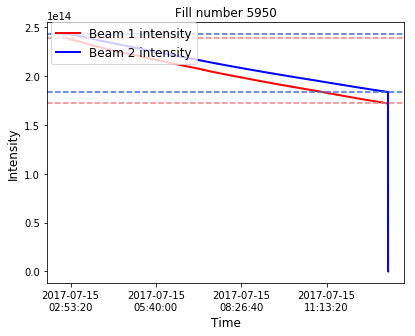 Fill number 5950
1e14
Beam 1 intensity
Beam 2 intensity
2.5
2.0
1.5
1.0
0.5
0.0
Intensity
2017-07-15
02:53:20
2017-07-15
05:40:00
2017-07-15
08:26:40
2017-07-15
11:13:20
Time